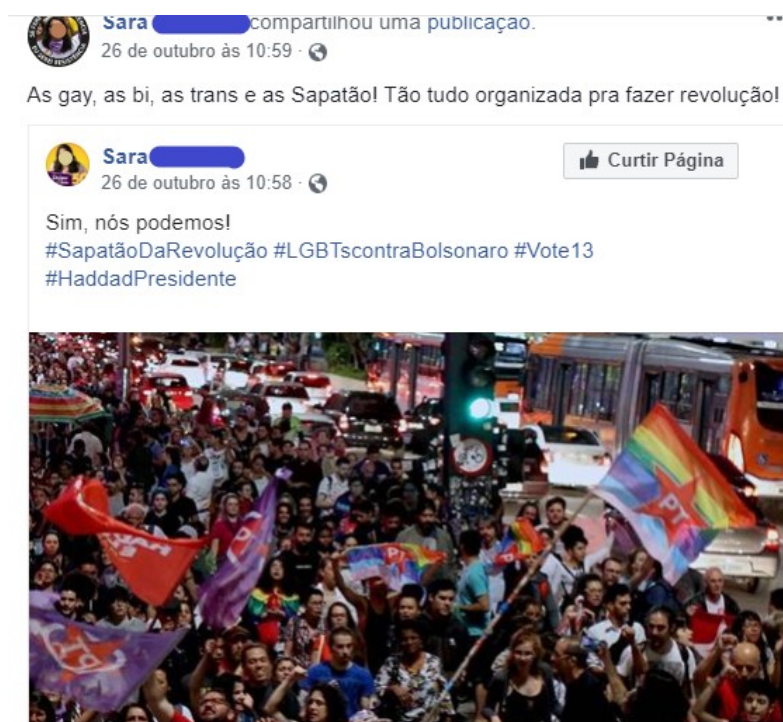 Sara compartilhou uma publicação.
26 de outubro às 10:59 ·
As gay, as bi, as trans e as Sapatão! Tão tudo organizada pra fazer revolução!
Sara
26 de outubro às 10:58 ·
Curtir Página
Sim, nós podemos!
#SapatãoDaRevolução #LGBTscontraBolsonaro #Vote13
#HaddadPresidente
PT
PT